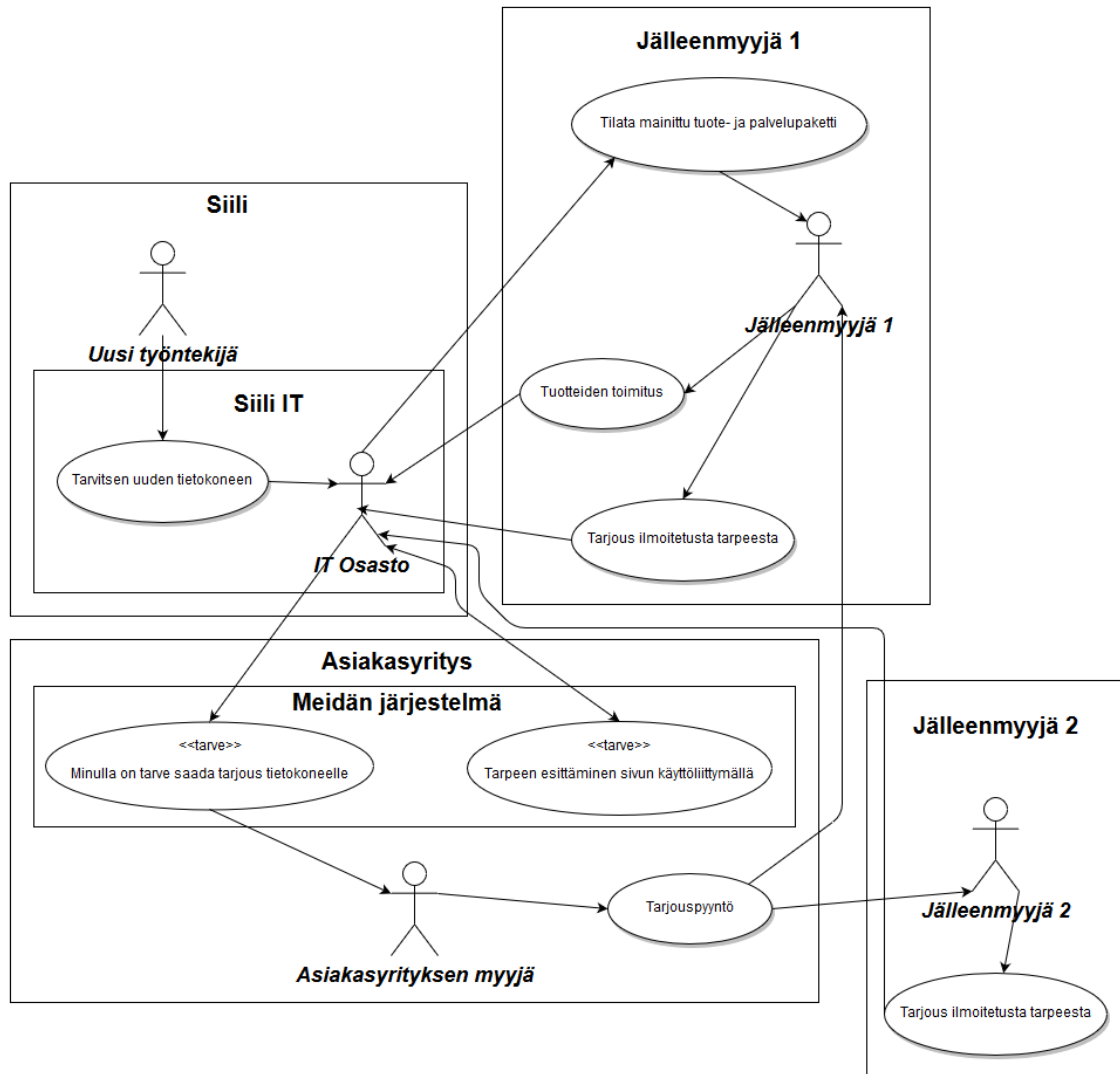 Jälleenmyyjä 1
Tilata mainittu tuote- ja palvelupaketti
Jälleenmyyjä 1
Tuotteiden toimitus
Tarjous ilmoitetusta tarpeesta
Siili
Uusi työntekijä
Siili IT
Tarvitsen uuden tietokoneen
IT Osasto
Asiakasyritys
Meidän järjestelmä
<<tarve>>
Minulla on tarve saada tarjous tietokoneelle
<<tarve>>
Tarpeen esittäminen sivun käyttöliittymällä
Asiakasyrityksen myyjä
Tarjouspyyntö
Jälleenmyyjä 2
Jälleenmyyjä 2
Tarjous ilmoitetusta tarpeesta